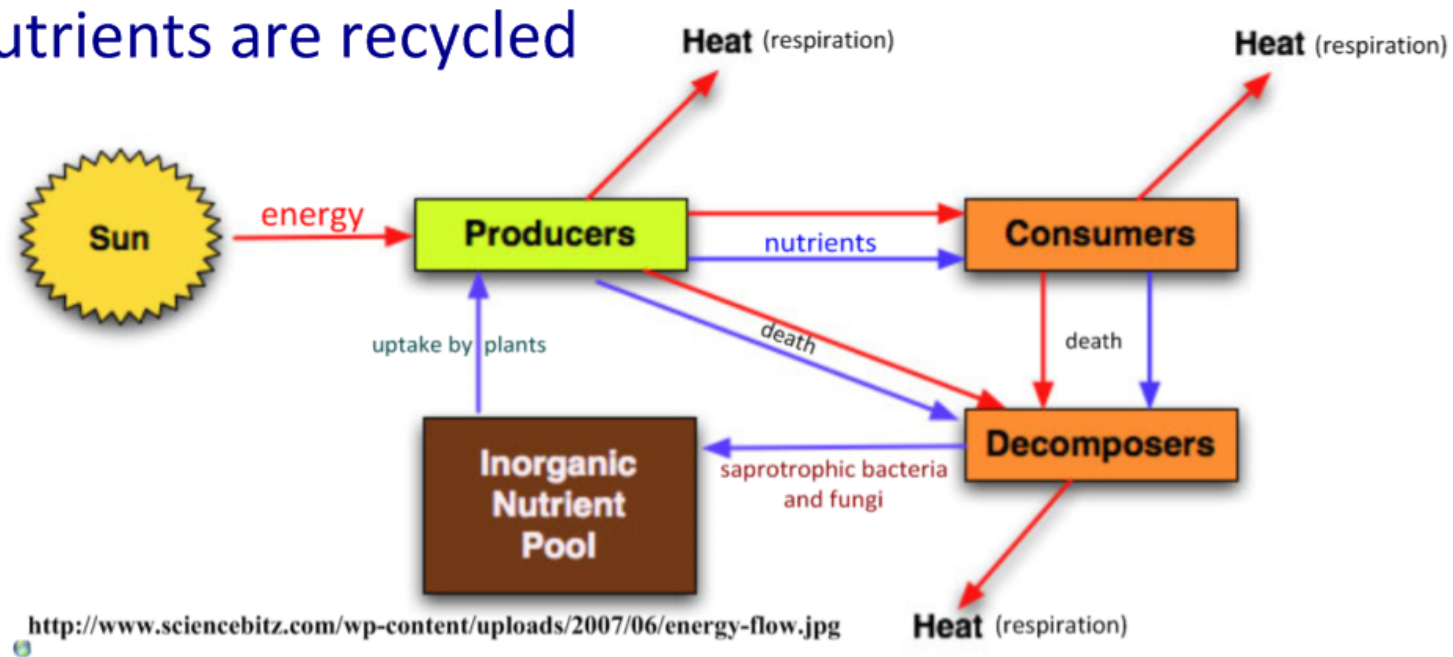 utrients are recycled
Heat (respiration)
Heat (respiration)
Sun
energy
Producers
nutrients
Consumers
uptake by plants
death
death
Inorganic
Nutrient
Pool
saprotrophic bacteria
and fungi
Decomposers
http://www.sciencebitz.com/wp-content/uploads/2007/06/energy-flow.jpg
Heat (respiration)